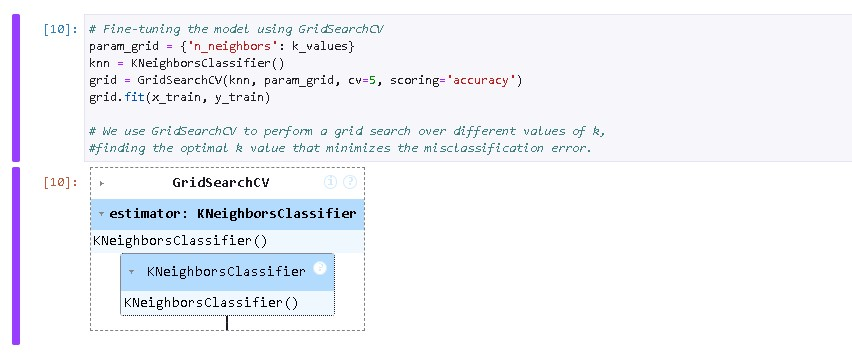 [10]: # Fine-tuning the model using GridSearchCV
param_grid = {'n_neighbors': k_values}
knn = KNeighborsClassifier()
grid = GridSearchCV(knn, param_grid, cv=5, scoring='accuracy')
grid.fit(x_train, y_train)
# We use GridSearchCV to perform a grid search over different values of k,
#finding the optimal k value that minimizes the misclassification error.
[10]: ▸ GridSearchCV i ?
▾ estimator: KNeighborsClassifier
KNeighborsClassifier()
▾ KNeighborsClassifier ?
KNeighborsClassifier()